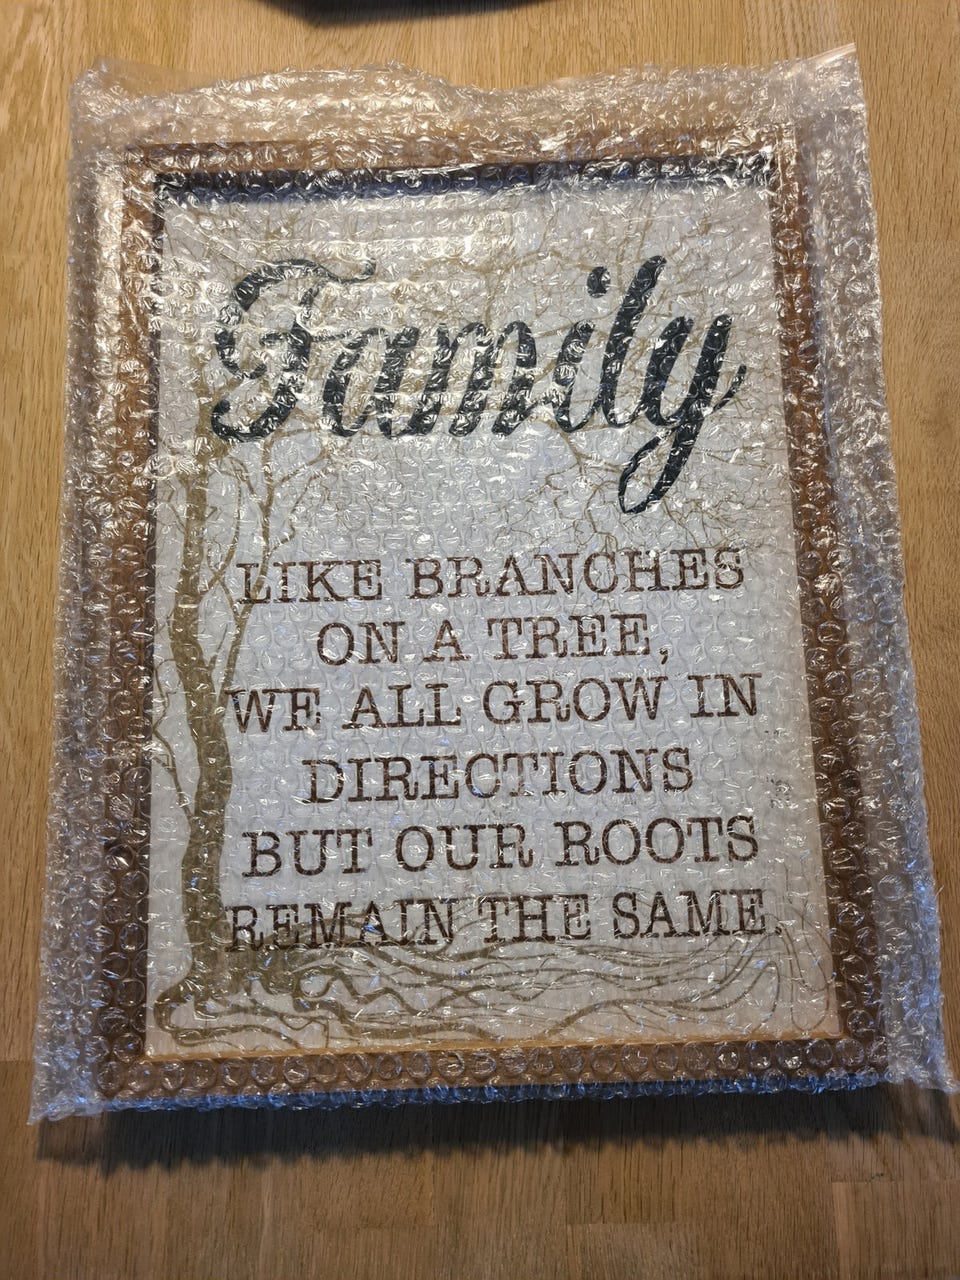 Family
LIKE BRANCHES
ON A TREE,
WE ALL GROW IN
DIRECTIONS
BUT OUR ROOTS
REMAIN THE SAME.